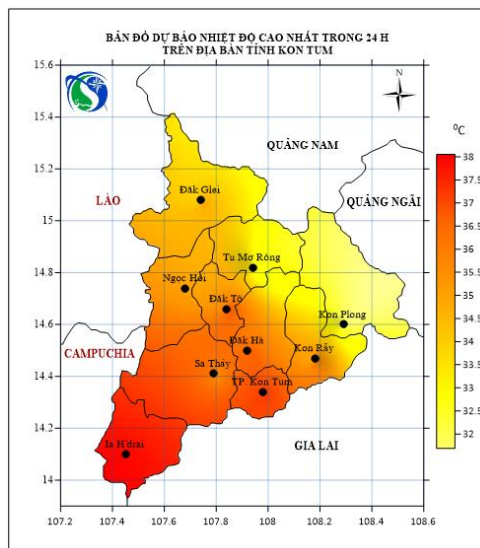 BẢN ĐỒ DỰ BÁO NHIỆT ĐỘ CAO NHẤT TRONG 24 H
TRÊN ĐỊA BÀN TỈNH KON TUM
15.6
N
⁰C
15.4
38
QUẢNG NAM
15.2
37.5
LÀO
Đăk Glei
QUẢNG NGÃI
37
15
36.5
Tu Mơ Rông
36
14.8
Ngọc Hồi
35.5
Đăk Tô
Kon Plong
35
14.6
CAMPUCHIA
Đăk Hà
Kon Rẫy
34.5
Sa Thầy
34
14.4
TP. Kon Tum
33.5
14.2
33
Ia H'drai
GIA LAI
32.5
14
32
107.2 107.4 107.6 107.8 108 108.2 108.4 108.6